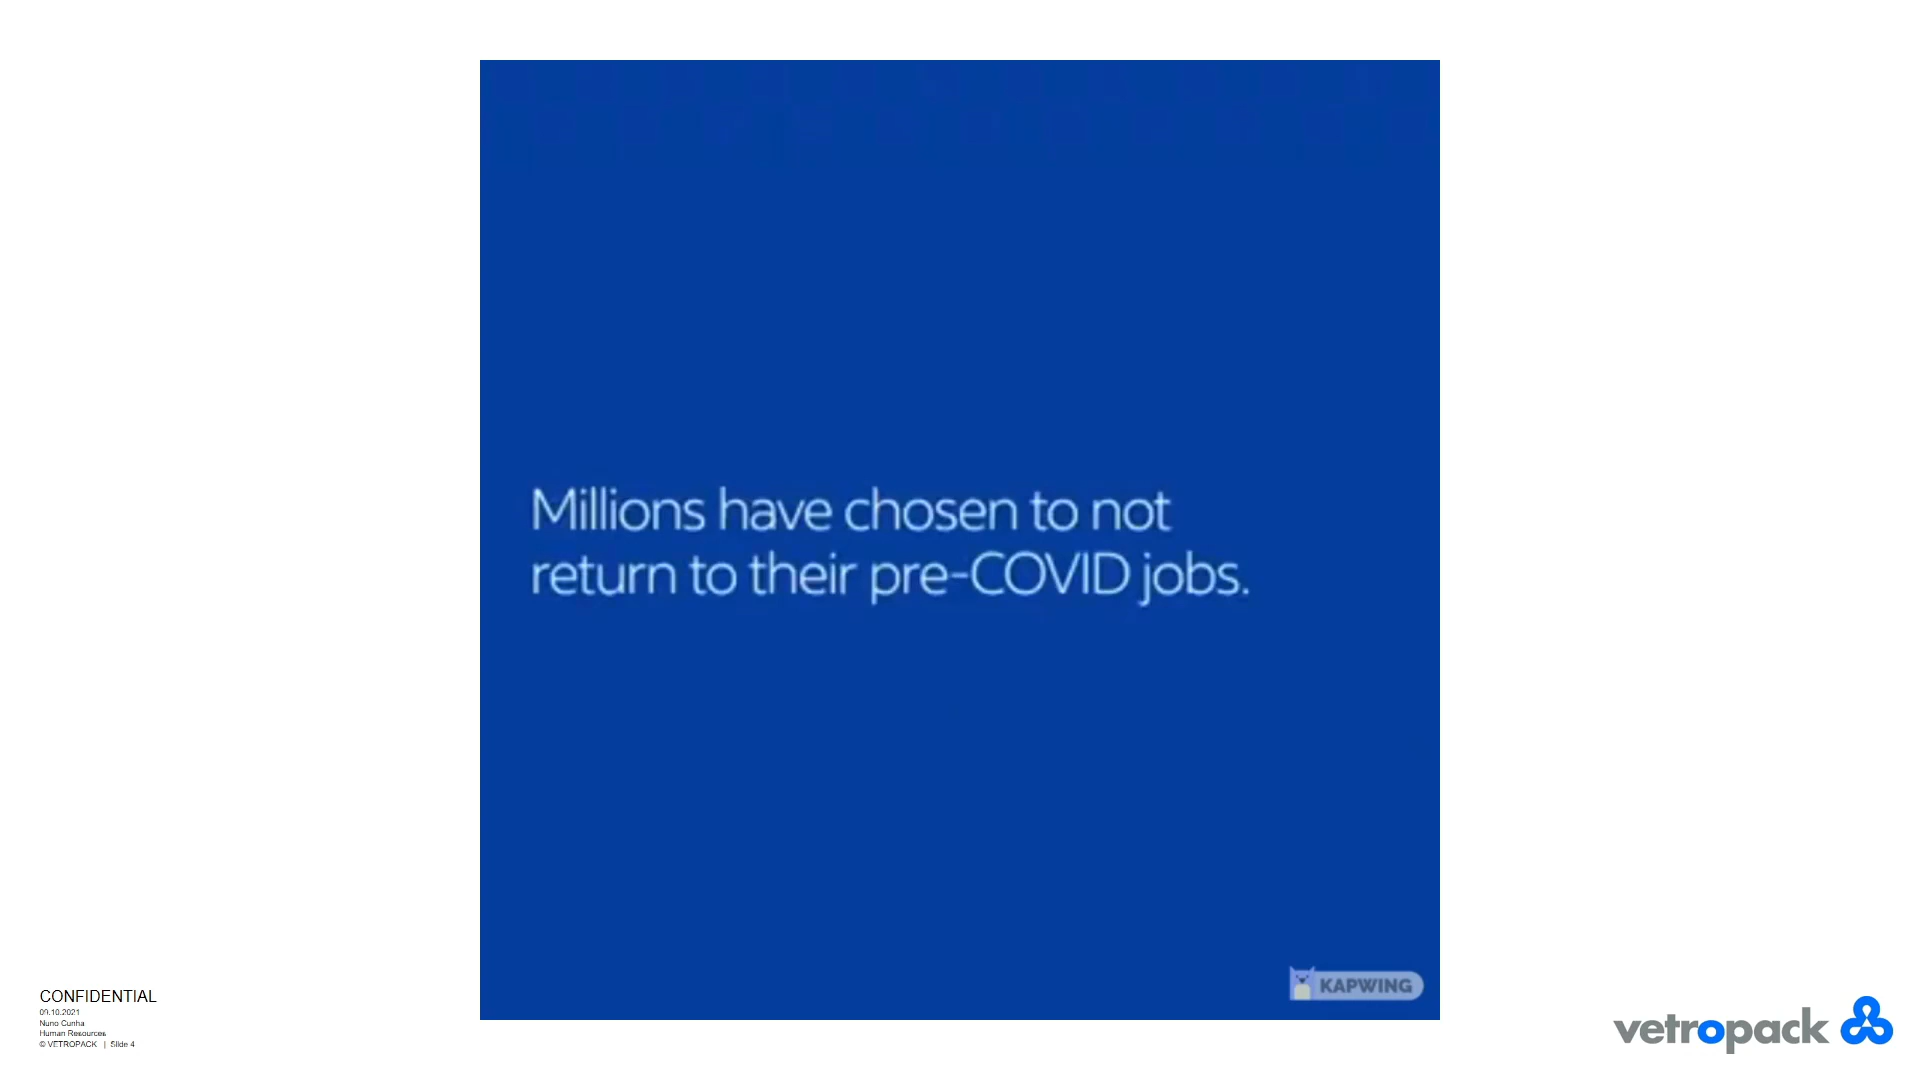 Millions have chosen to not
return to their pre-COVID jobs.
KAPWING
CONFIDENTIAL
09.10.2021
Nuno Cunha
Human Resources
© VETROPACK | Slide 4
vetropack